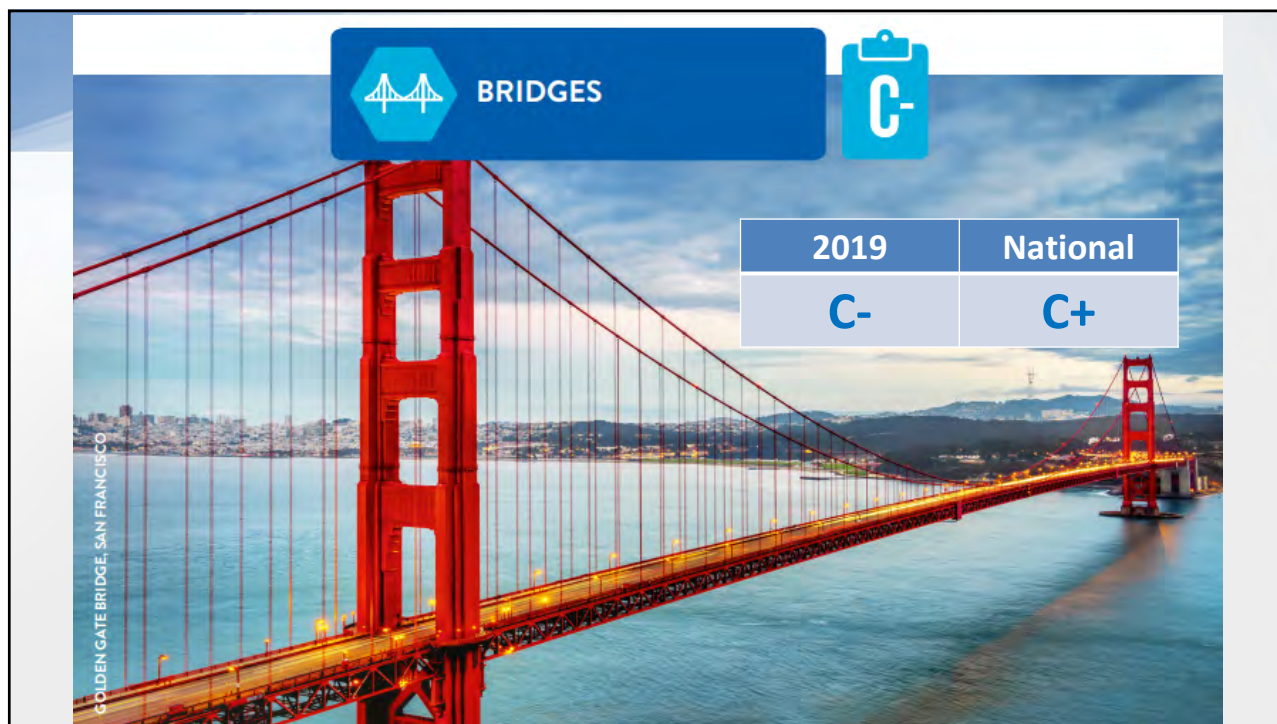 BRIDGES
C-
2019 National
C- C+
GOLDEN GATE BRIDGE, SAN FRANCISCO